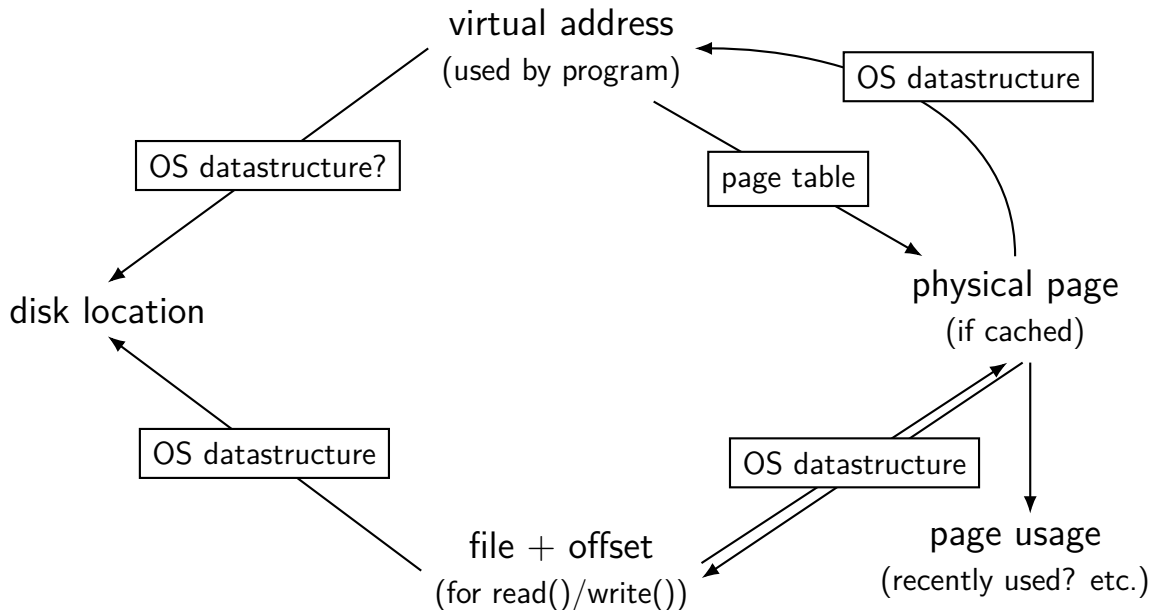 virtual address
(used by program)
OS datastructure
OS datastructure?
page table
physical page
(if cached)
disk location
OS datastructure
OS datastructure
file + offset
(for read()/write())
page usage
(recently used? etc.)